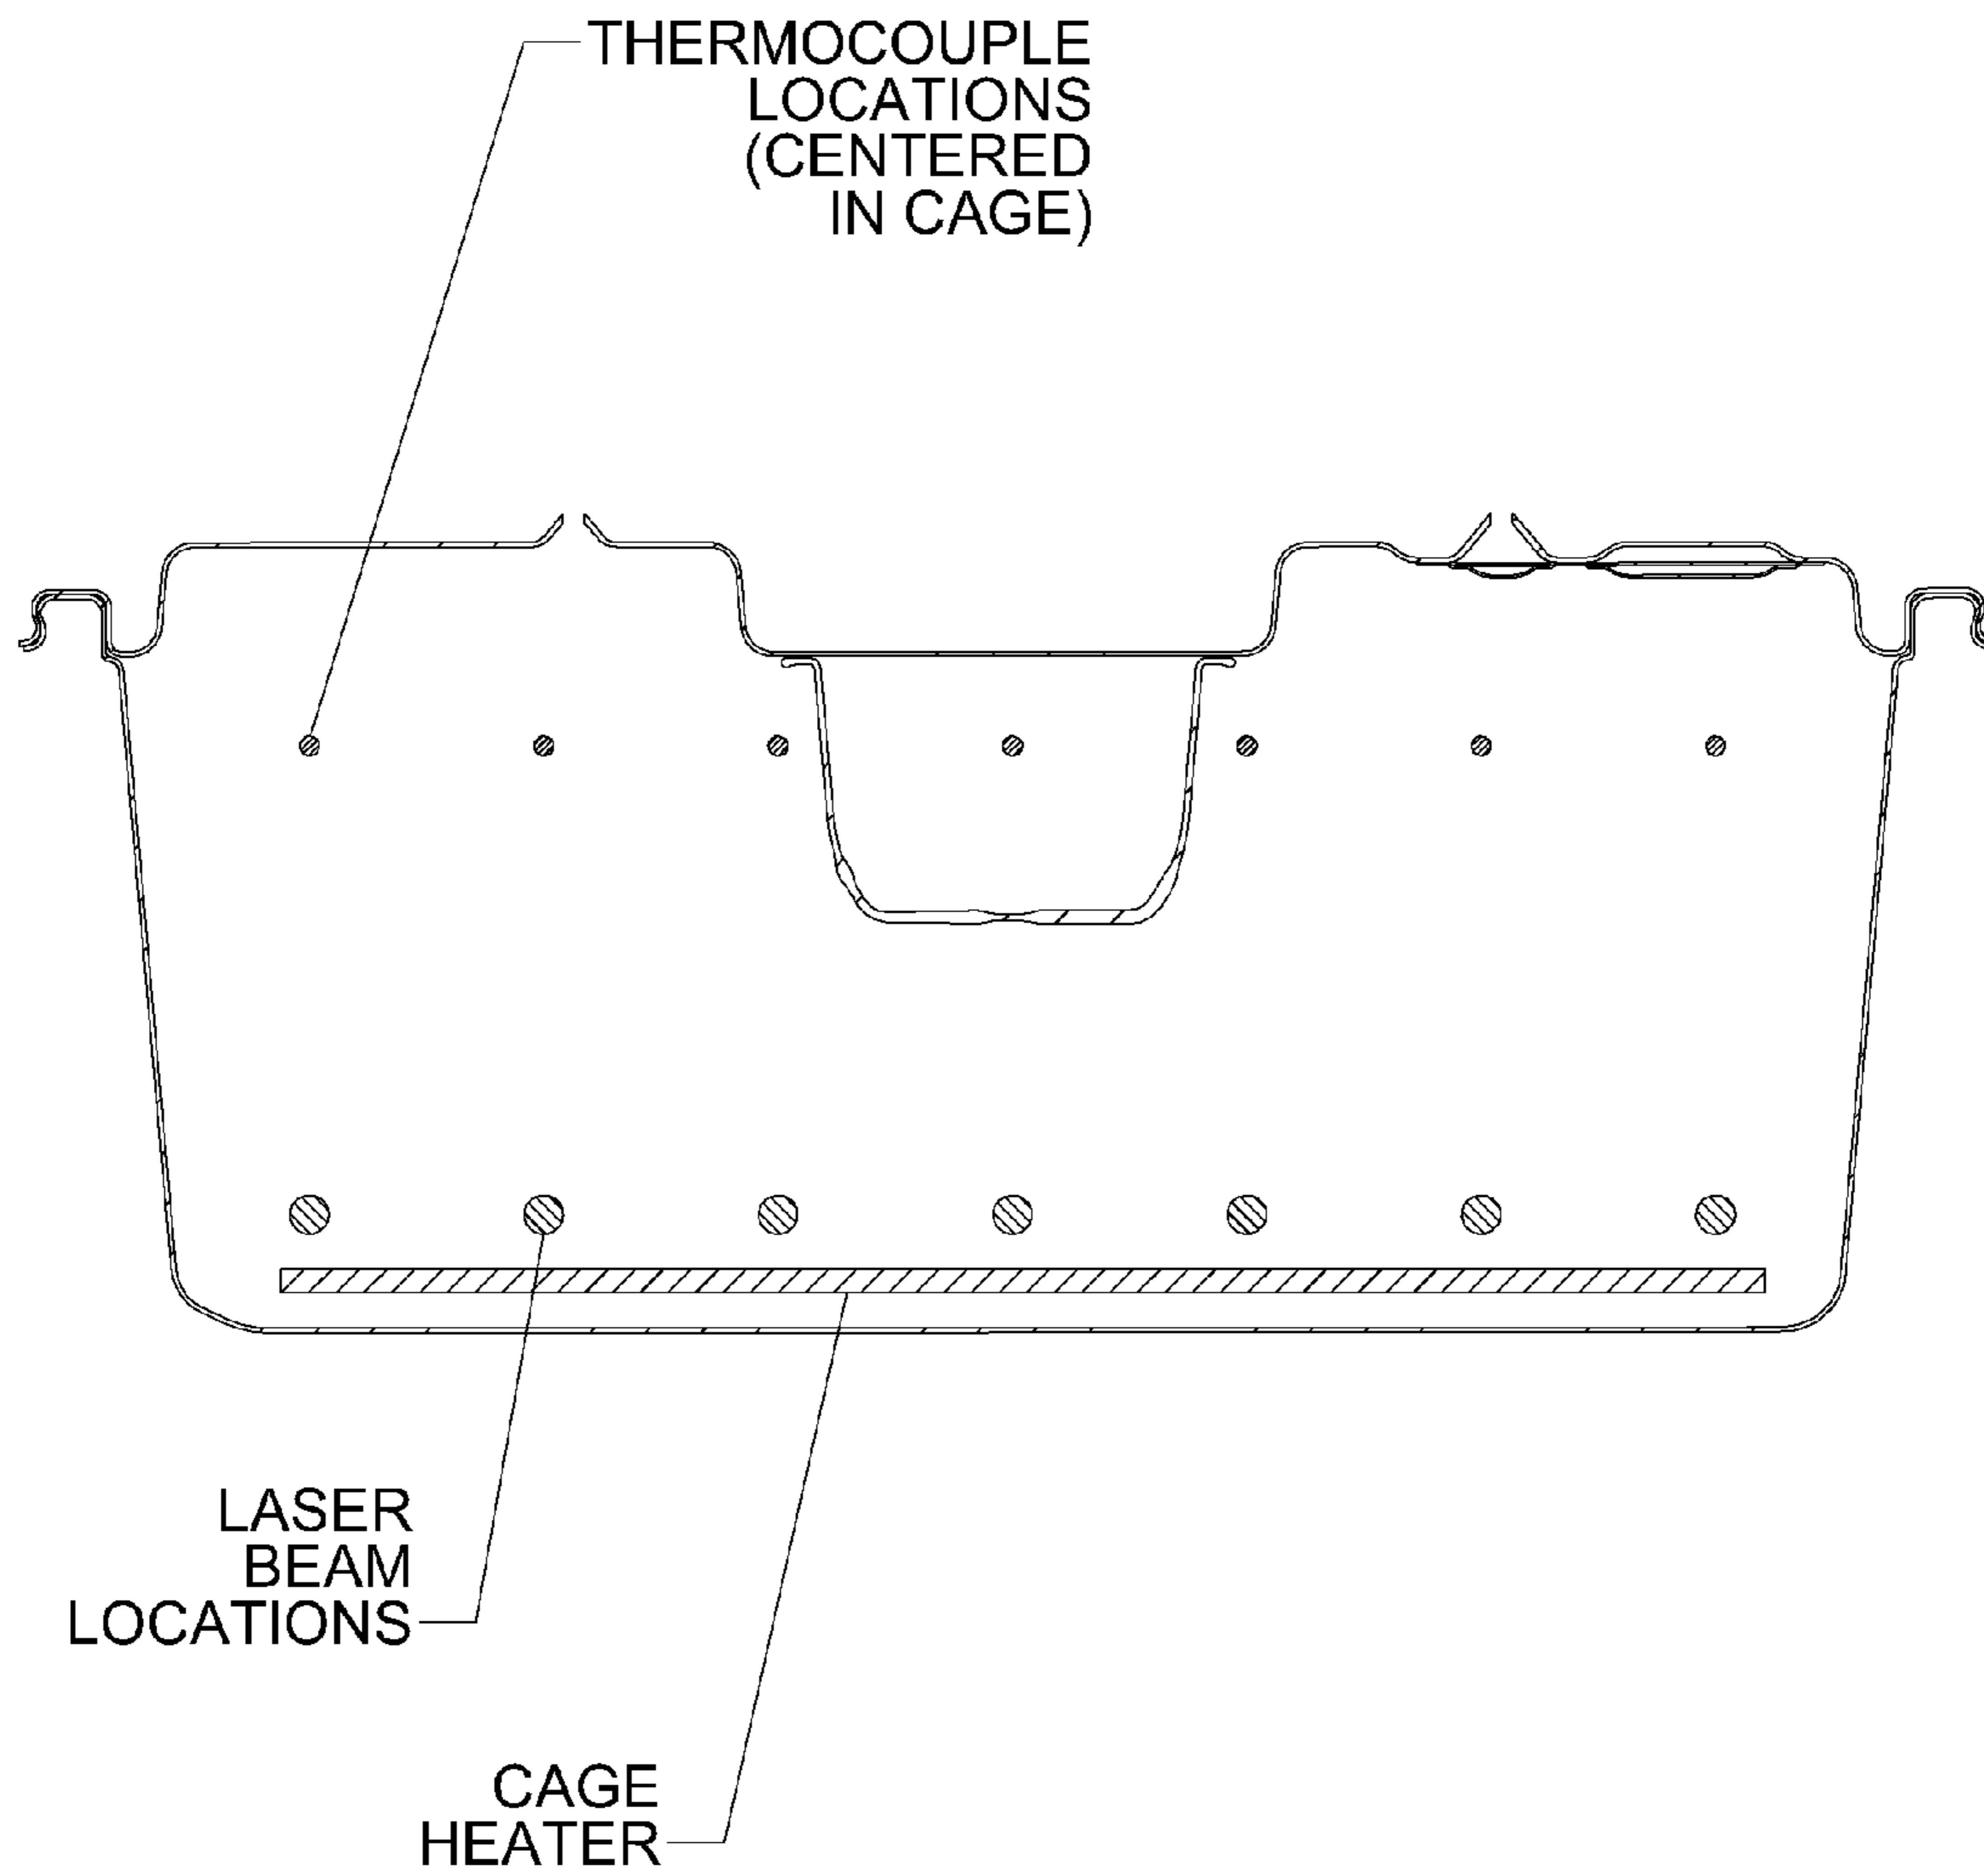 THERMOCOUPLE
LOCATIONS
(CENTERED
IN CAGE)
LASER
BEAM
LOCATIONS
CAGE
HEATER